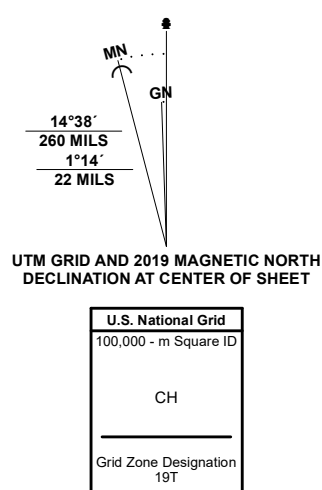 MN
GN
14°38´
260 MILS
1°14´
22 MILS
UTM GRID AND 2019 MAGNETIC NORTH
DECLINATION AT CENTER OF SHEET
U.S. National Grid
100,000 - m Square ID
CH
Grid Zone Designation
19T